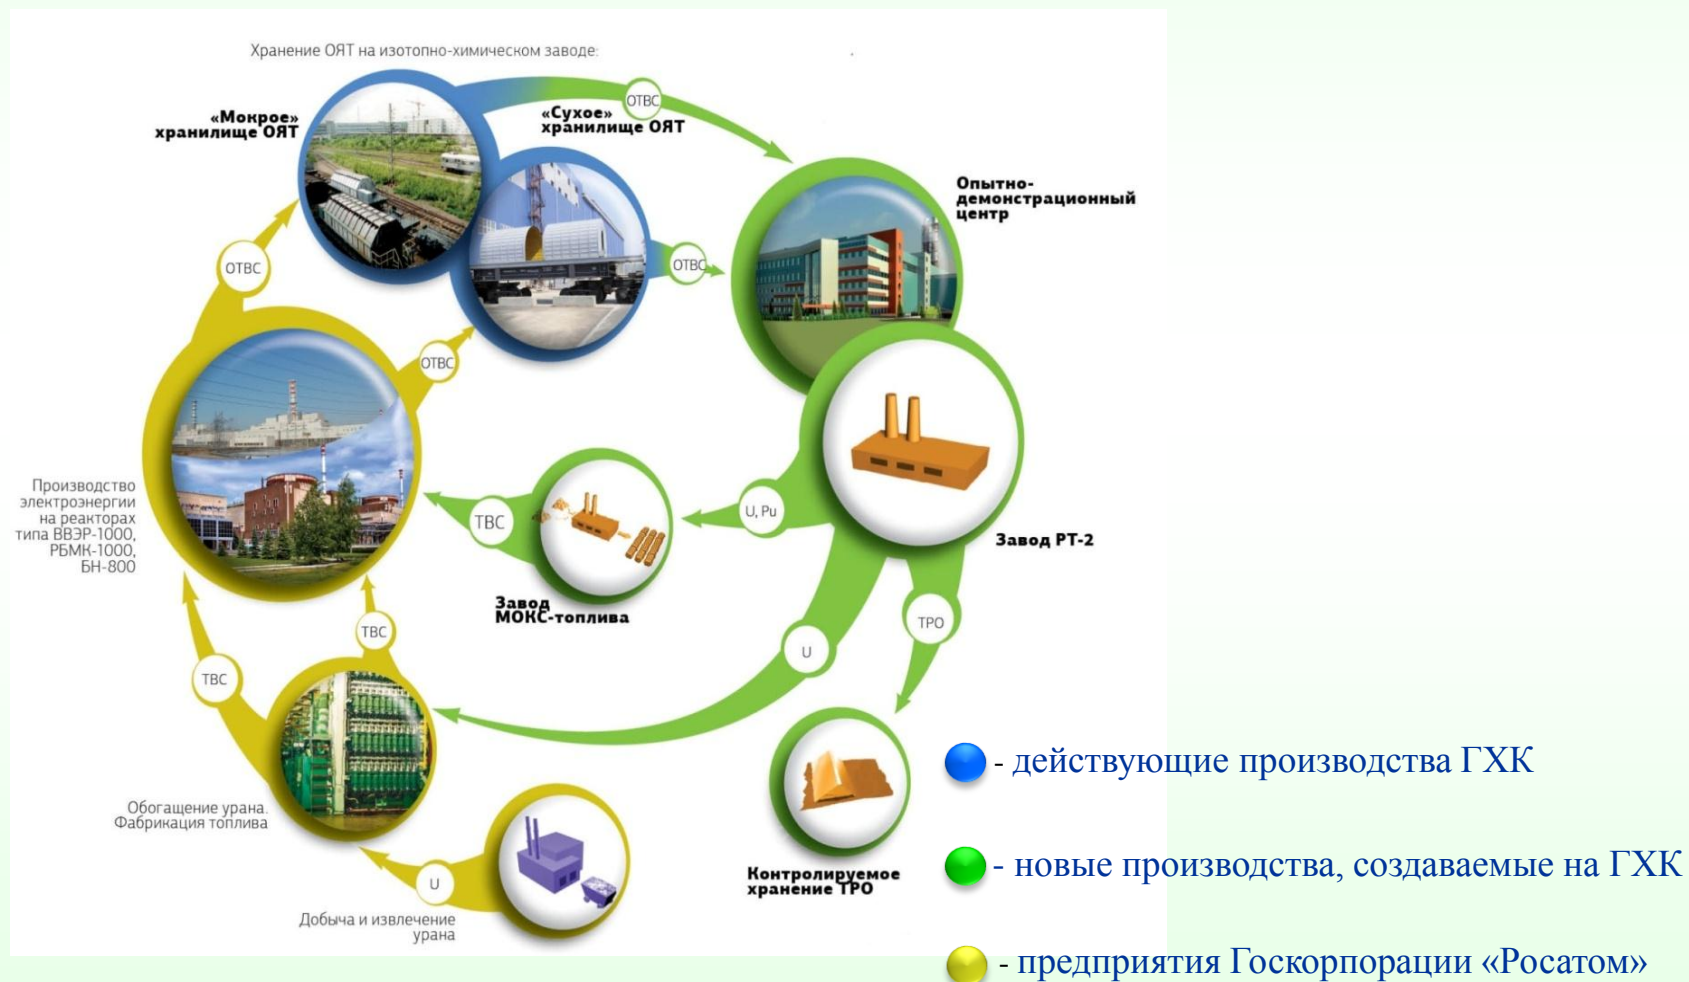 Хранение ОЯТ на изотопно-химическом заводе:
«Мокрое»
хранилище ОЯТ
«Сухое»
хранилище ОЯТ
ОТВС
Опытно-
демонстрационный
центр
ОТВС
ОТВС
ОТВС
Производство
электроэнергии
на реакторах
типа ВВЭР-1000,
РБМК-1000,
БН-800
ТВС
U, Pu
Завод РТ-2
Завод
МОКС-топлива
ТВС
ТВС
U
ТРО
Обогащение урана.
Фабрикация топлива
U
Добыча и извлечение
урана
Контролируемое
хранение ТРО
- действующие производства ГХК
- новые производства, создаваемые на ГХК
- предприятия Госкорпорации «Росатом»